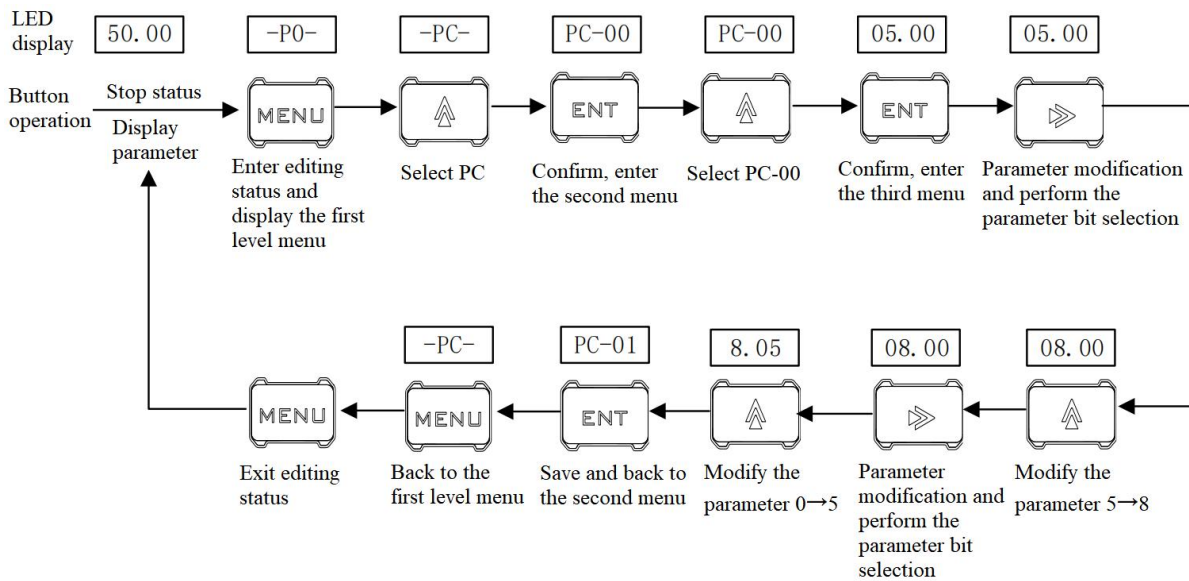 LED
display
50.00
-P0-
-PC-
PC-00
PC-00
05.00
05.00
Button
operation
Stop status
Display
parameter
MENU
ENT
ENT
Enter editing
status and
display the first
level menu
Select PC
Confirm, enter
the second menu
Select PC-00
Confirm, enter
the third menu
Parameter modification
and perform the
parameter bit selection
-PC-
PC-01
8.05
08.00
08.00
MENU
MENU
ENT
Exit editing
status
Back to the
first level menu
Save and back to
the second menu
Modify the
parameter 0→5
Parameter
modification and
perform the
parameter bit
selection
Modify the
parameter 5→8